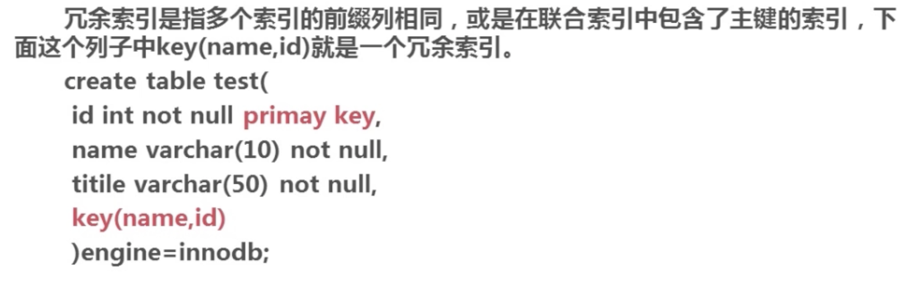 冗余索引是指多个索引的前缀列相同，或是在联合索引中包含了主键的索引，下
面这个列子中key(name,id)就是一个冗余索引。
create table test(
id int not null primay key,
name varchar(10) not null,
titile varchar(50) not null,
key(name,id)
)engine=innodb;